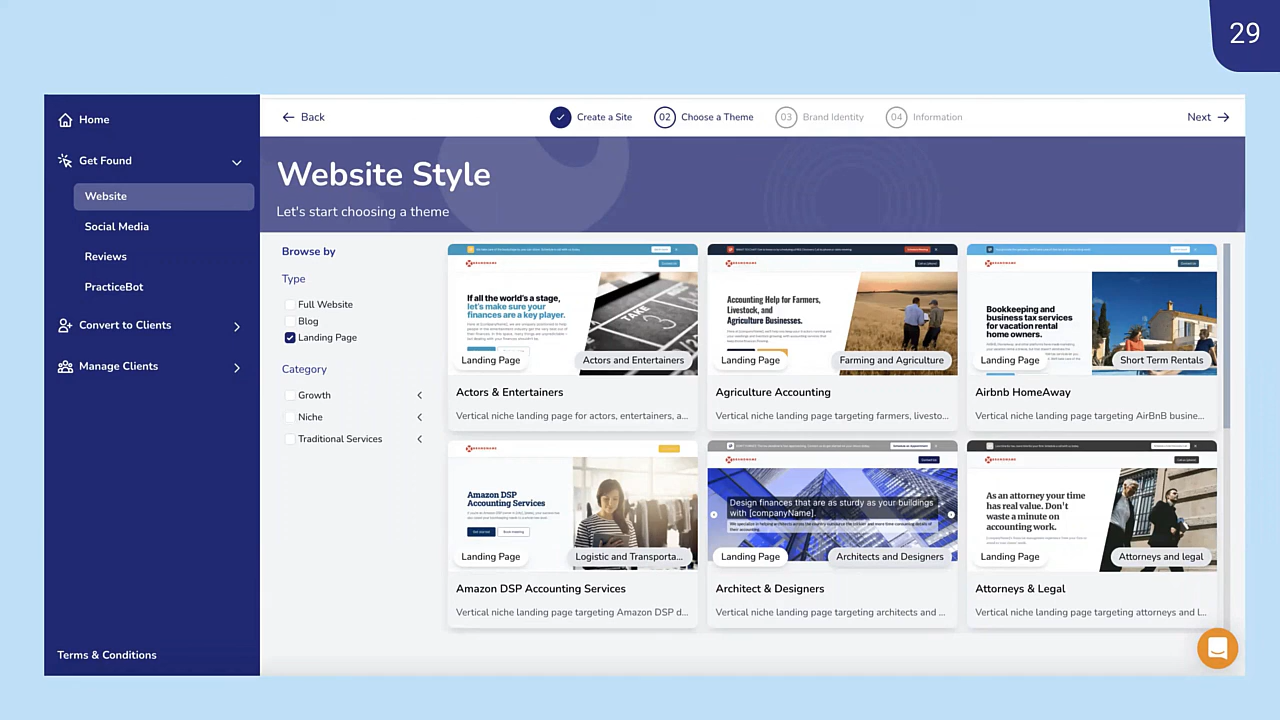 29
Home
Get Found
Website
Social Media
Reviews
PracticeBot
Convert to Clients
Manage Clients
Terms & Conditions
Back
Create a Site
02 Choose a Theme
03 Brand Identity
04 Information
Next
Website Style
Let's start choosing a theme
Browse by
Type
Full Website
Blog
Landing Page
Category
Growth
Niche
Traditional Services
If all the world's a stage,
let's make sure your
finances are a key player.
TAKE
3
Landing Page
Actors and Entertainers
Actors & Entertainers
Vertical niche landing page for actors, entertainers, a...
Accounting Help for Farmers,
Livestock, and
Agriculture Businesses.
Landing Page
Farming and Agriculture
Agriculture Accounting
Vertical niche landing page targeting farmers, livesto...
Bookkeeping and
business tax services
for vacation rental
home owners.
Landing Page
Short Term Rentals
Airbnb HomeAway
Vertical niche landing page targeting AirBnB busine...
Amazon DSP
Accounting Services
Landing Page
Logistic and Transporta...
Amazon DSP Accounting Services
Vertical niche landing page targeting Amazon DSP d...
Design finances that are as sturdy as your buildings
with [companyName].
Landing Page
Architects and Designers
Architect & Designers
Vertical niche landing page targeting architects and ...
As an attorney your time
has real value. Don't
waste a minute on
accounting work.
Landing Page
Attorneys and legal
Attorneys & Legal
Vertical niche landing page targeting attorneys and l...